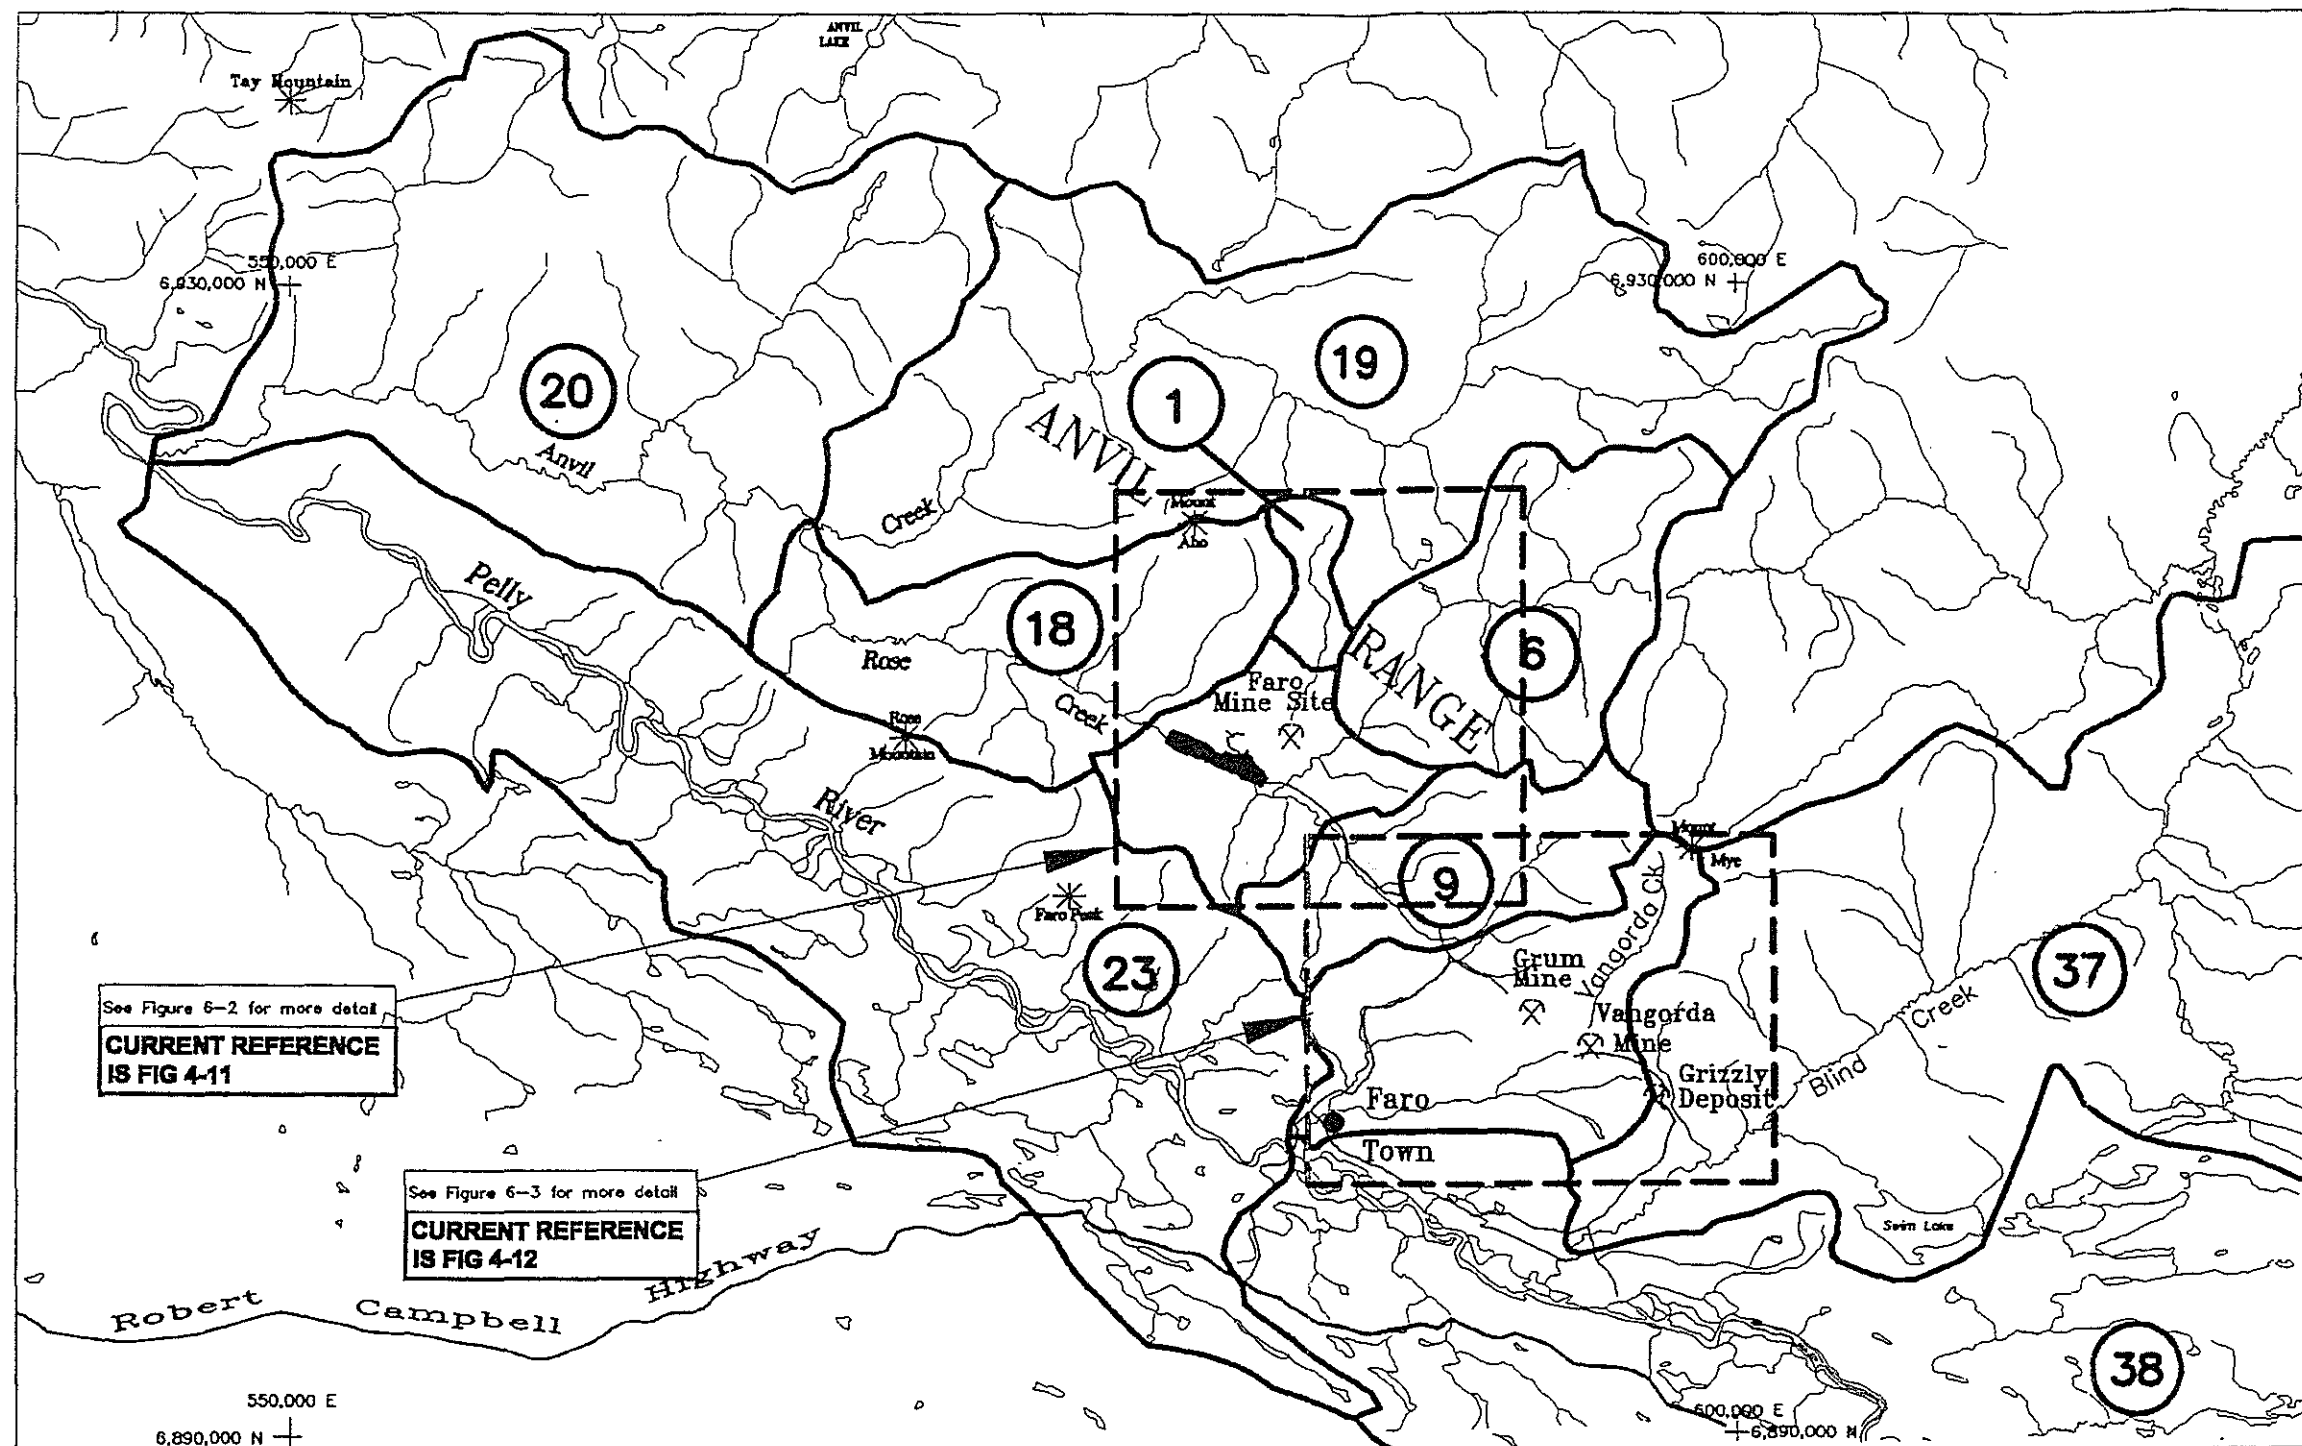 ANVIL
LAKE
Tay Mountain
550,000 E
6,930,000 N
600,000 E
6,930,000 N
19
1
20
ANVIL
Anvil
Creek
Mount
Aho
Pelly
18
RANGE
6
Rose
Faro
Mine Site
Creek
Rose
Mountain
River
Mount
Mye
9
Faro Peak
Vangorda Ck.
23
Grum
Mine
37
See Figure 6-2 for more detail
CURRENT REFERENCE
IS FIG 4-11
Creek
Vangorda
Mine
Blind
Grizzly
Deposit
Faro
Town
See Figure 6-3 for more detail
CURRENT REFERENCE
IS FIG 4-12
Swim Lake
Robert Campbell Highway
38
550,000 E
6,890,000 N
600,000 E
6,890,000 N